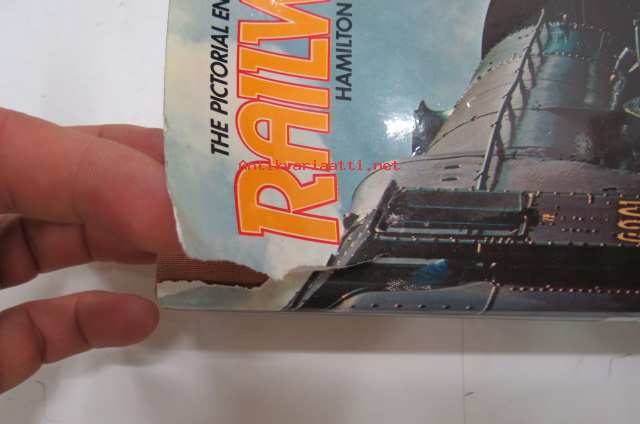 THE PICTORIAL EN
RAILW
HAMILTON
Antikvariaatti.net